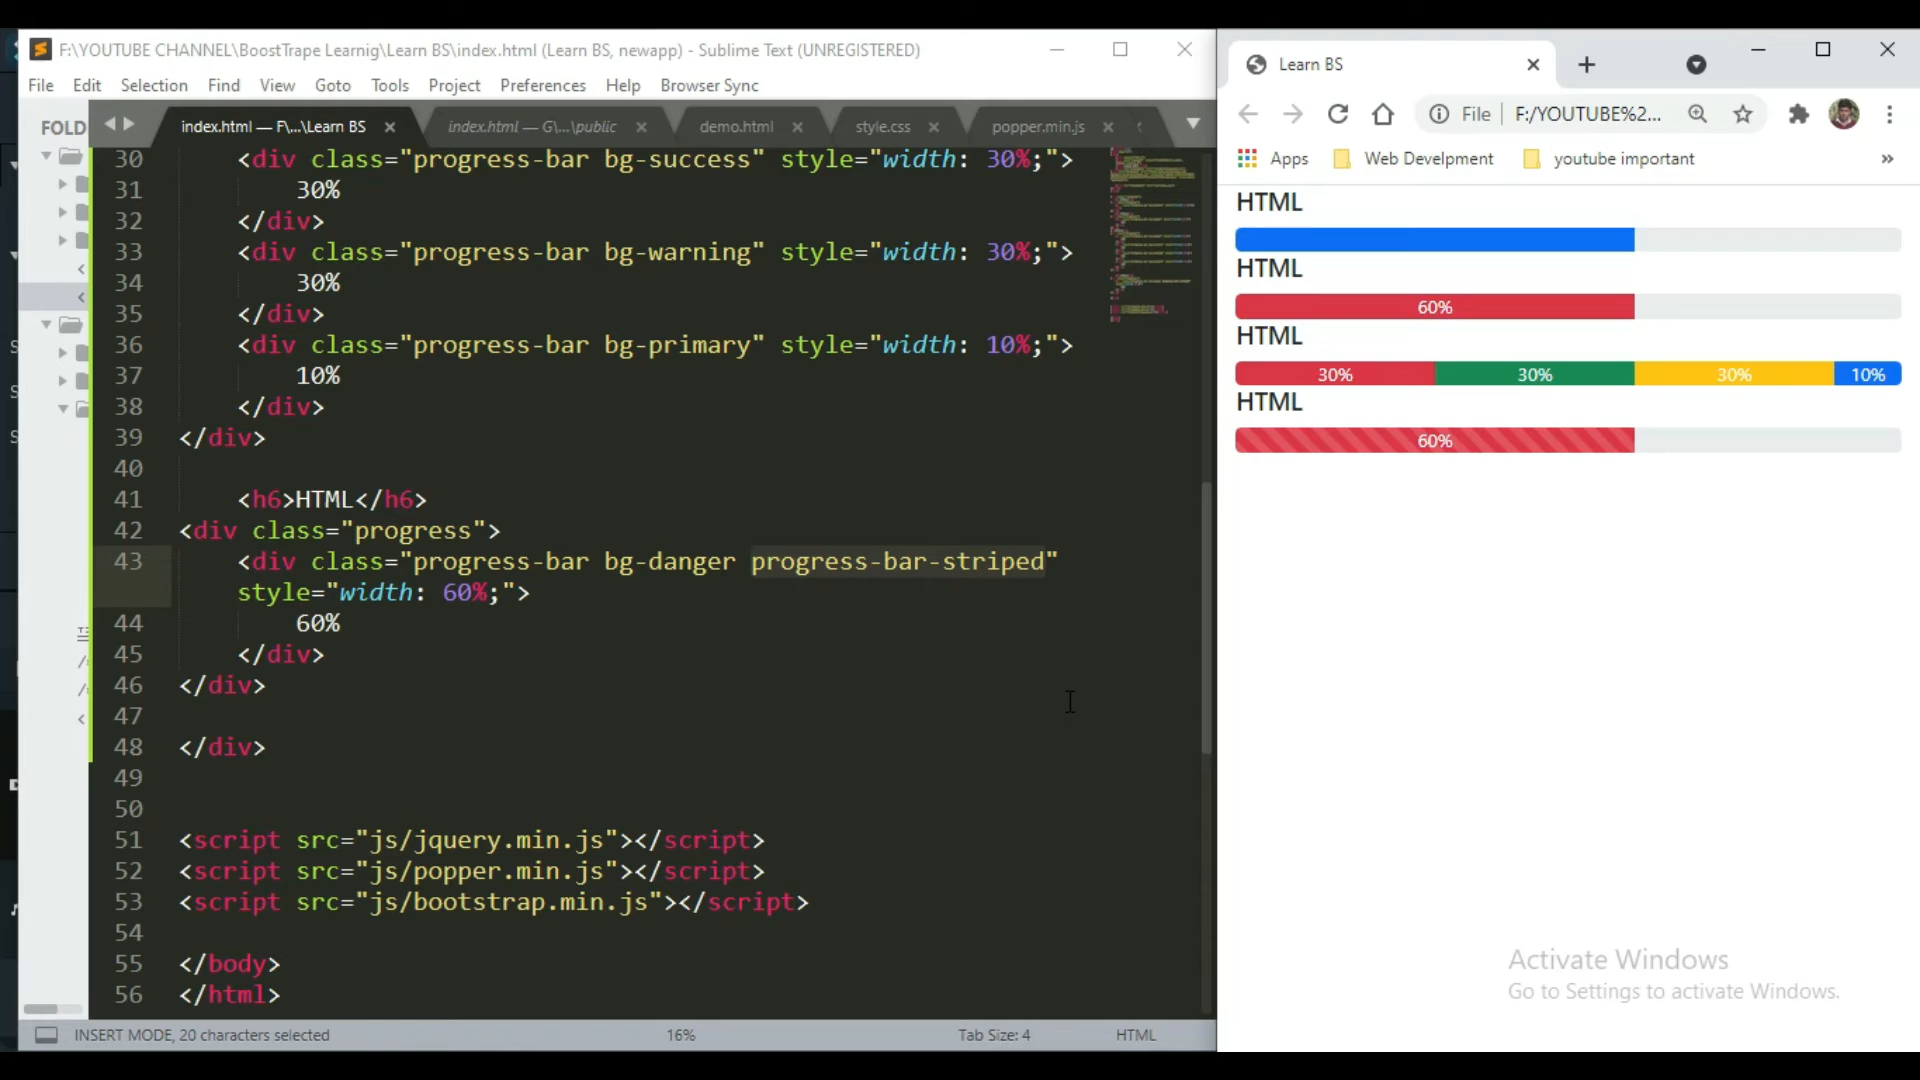 F:\YOUTUBE CHANNEL\BoostTrape Learnig\Learn BS\index.html (Learn BS, newapp) - Sublime Text (UNREGISTERED)
File Edit Selection Find View Goto Tools Project Preferences Help Browser Sync
FOLD
index.html — F\...\Learn BS
index.html — G\...\public
demo.html
style.css
popper.min.js
30 <div class="progress-bar bg-success" style="width: 30%;">
31 30%
32 </div>
33 <div class="progress-bar bg-warning" style="width: 30%;">
34 30%
35 </div>
36 <div class="progress-bar bg-primary" style="width: 10%;">
37 10%
38 </div>
39 </div>
40
41 <h6>HTML</h6>
42 <div class="progress">
43 <div class="progress-bar bg-danger progress-bar-striped"
style="width: 60%;">
44 60%
45 </div>
46 </div>
47
48 </div>
49
50
51 <script src="js/jquery.min.js"></script>
52 <script src="js/popper.min.js"></script>
53 <script src="js/bootstrap.min.js"></script>
54
55 </body>
56 </html>
INSERT MODE, 20 characters selected 16% Tab Size: 4 HTML
Learn BS
File F:/YOUTUBE%2...
Apps Web Develpment youtube important »
HTML
HTML
60%
HTML
30% 30% 30% 10%
HTML
60%
Activate Windows
Go to Settings to activate Windows.